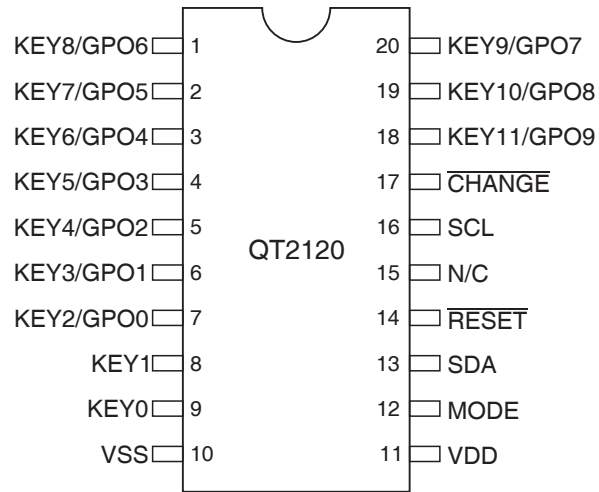 KEY8/GPO6 1 20 KEY9/GPO7
KEY7/GPO5 2 19 KEY10/GPO8
KEY6/GPO4 3 18 KEY11/GPO9
KEY5/GPO3 4 17 CHANGE
KEY4/GPO2 5 16 SCL
QT2120
KEY3/GPO1 6 15 N/C
KEY2/GPO0 7 14 RESET
KEY1 8 13 SDA
KEY0 9 12 MODE
VSS 10 11 VDD